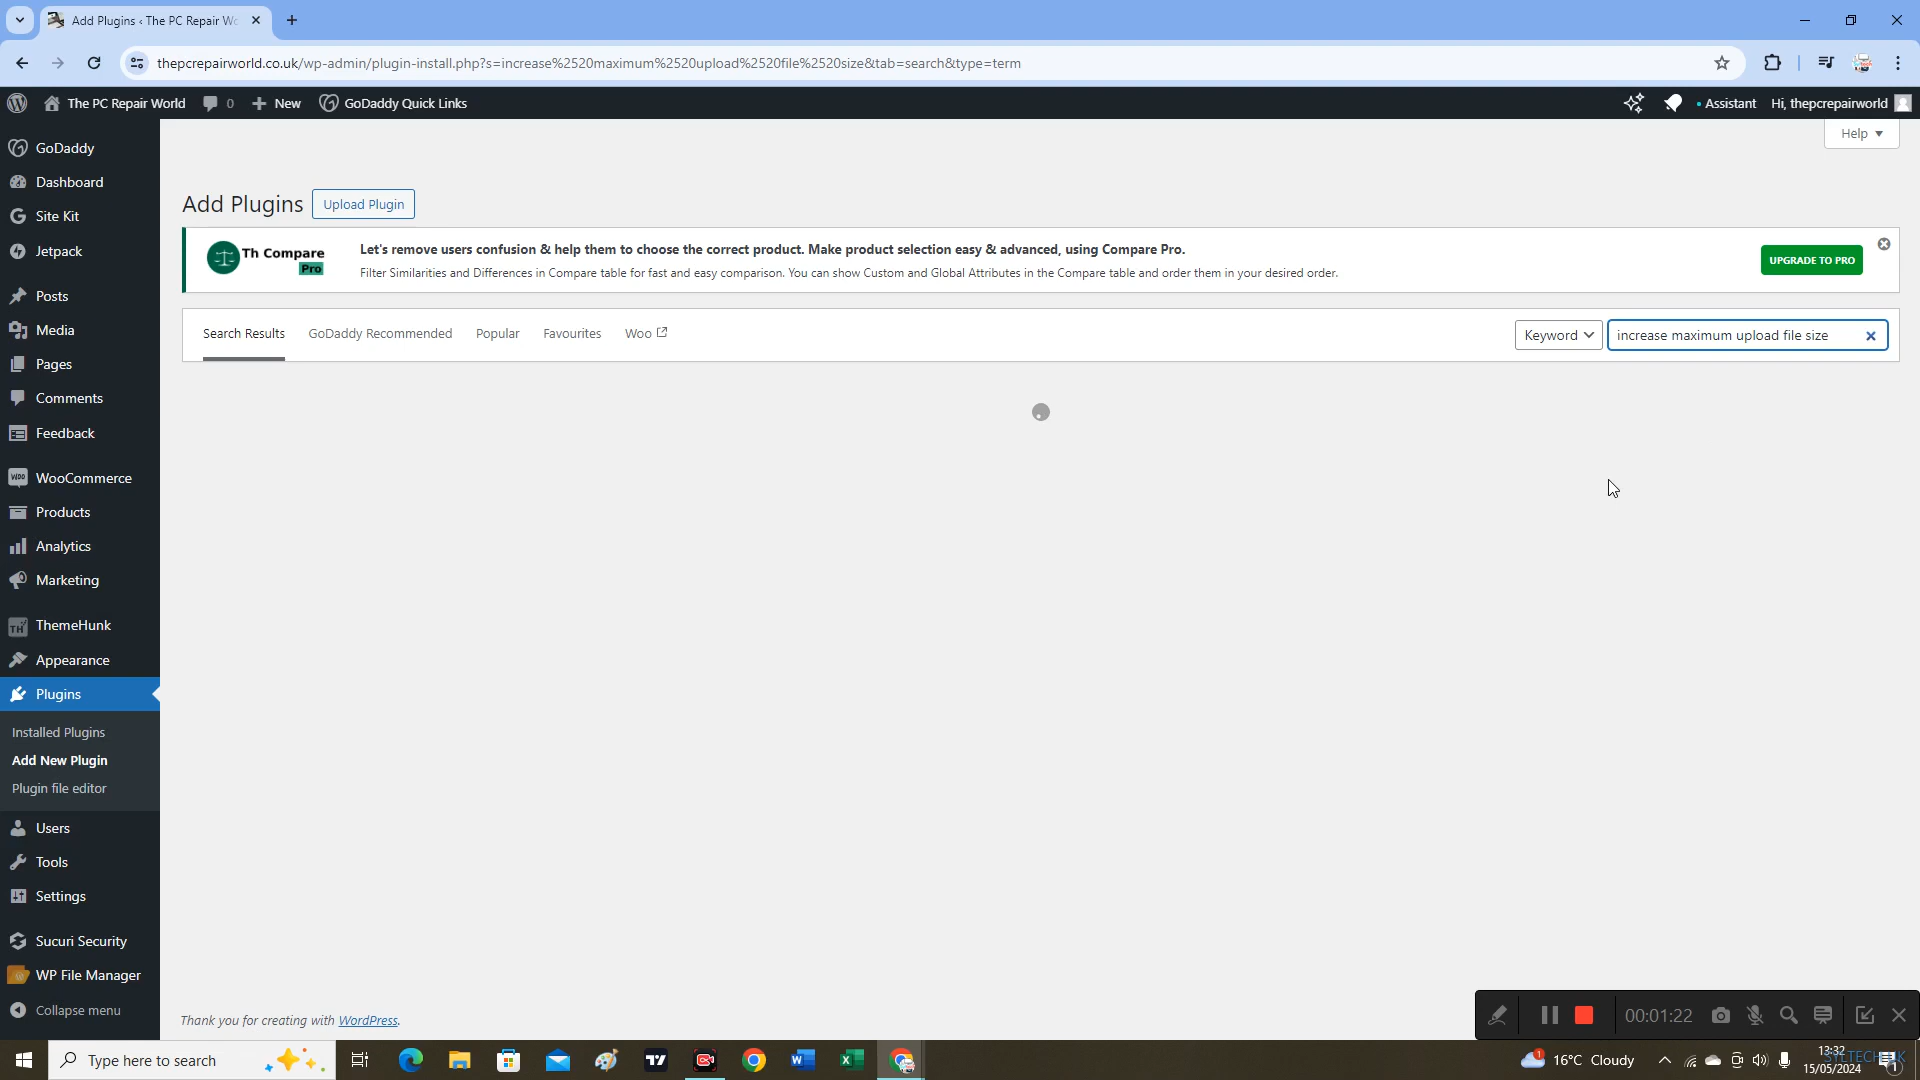 Add Plugins ‹ The PC Repair Wo
thepcrepairworld.co.uk/wp-admin/plugin-install.php?s=increase%2520maximum%2520upload%2520file%2520size&tab=search&type=term
The PC Repair World 0 New GoDaddy Quick Links Assistant Hi, thepcrepairworld
Help
GoDaddy
Dashboard
Site Kit
Jetpack
Posts
Media
Pages
Comments
Feedback
WooCommerce
Products
Analytics
Marketing
ThemeHunk
Appearance
Plugins
Installed Plugins
Add New Plugin
Plugin file editor
Users
Tools
Settings
Sucuri Security
WP File Manager
Collapse menu
Add Plugins Upload Plugin
Th Compare
Pro
Let's remove users confusion & help them to choose the correct product. Make product selection easy & advanced, using Compare Pro.
Filter Similarities and Differences in Compare table for fast and easy comparison. You can show Custom and Global Attributes in the Compare table and order them in your desired order.
UPGRADE TO PRO
Search Results GoDaddy Recommended Popular Favourites Woo Keyword increase maximum upload file size
Thank you for creating with WordPress.
00:01:22
Type here to search
16°C Cloudy
13:32
15/05/2024
1